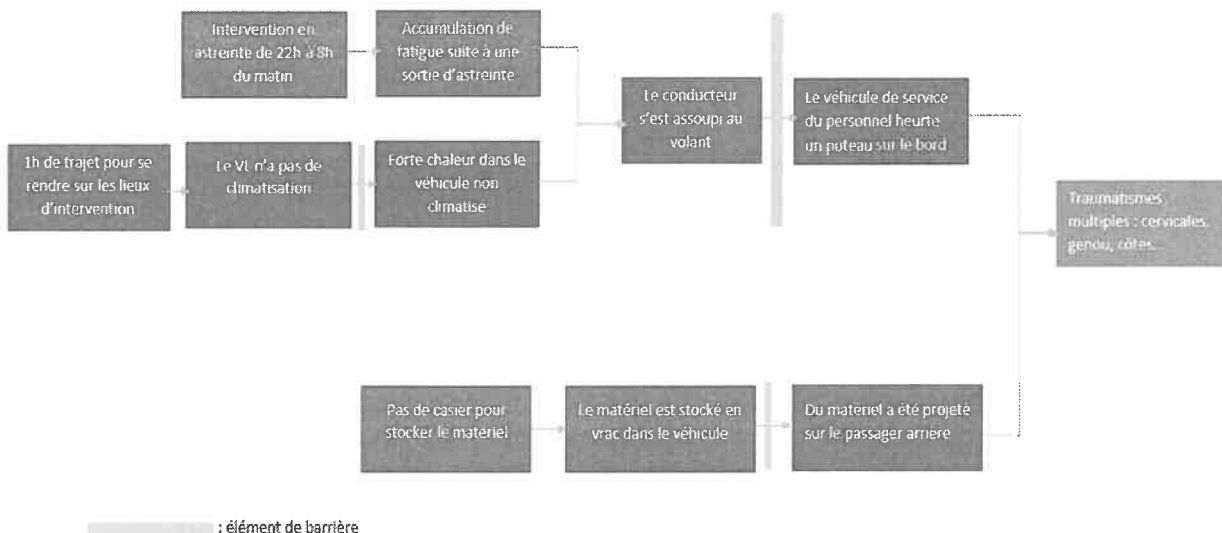 Intervention en
astreinte de 22h à 8h
du matin
Accumulation de
fatigue suite à une
sortie d'astreinte
Le conducteur
s'est assoupi au
volant
Le véhicule de service
du personnel heurte
un poteau sur le bord
1h de trajet pour se
rendre sur les lieux
d'intervention
Le VL n'a pas de
climatisation
Forte chaleur dans le
véhicule non
climatisé
Traumatismes
multiples : cervicales,
genou, côtes...
Pas de casier pour
stocker le matériel
Le matériel est stocké en
vrac dans le véhicule
Du matériel a été projeté
sur le passager arrière
: élément de barrière